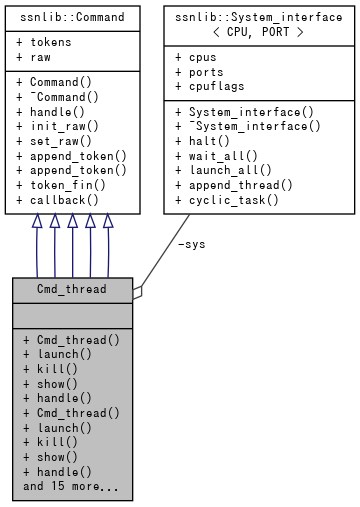 ssnlib::Command
+ tokens
+ raw
+ Command()
+ ~Command()
+ handle()
+ init_raw()
+ set_raw()
+ append_token()
+ append_token()
+ token_fin()
+ callback()
ssnlib::System_interface
< CPU, PORT >
+ cpus
+ ports
+ cpuflags
+ System_interface()
+ ~System_interface()
+ halt()
+ wait_all()
+ launch_all()
+ append_thread()
+ cyclic_task()
-sys
Cmd_thread
+ Cmd_thread()
+ launch()
+ kill()
+ show()
+ handle()
+ Cmd_thread()
+ launch()
+ kill()
+ show()
+ handle()
and 15 more...